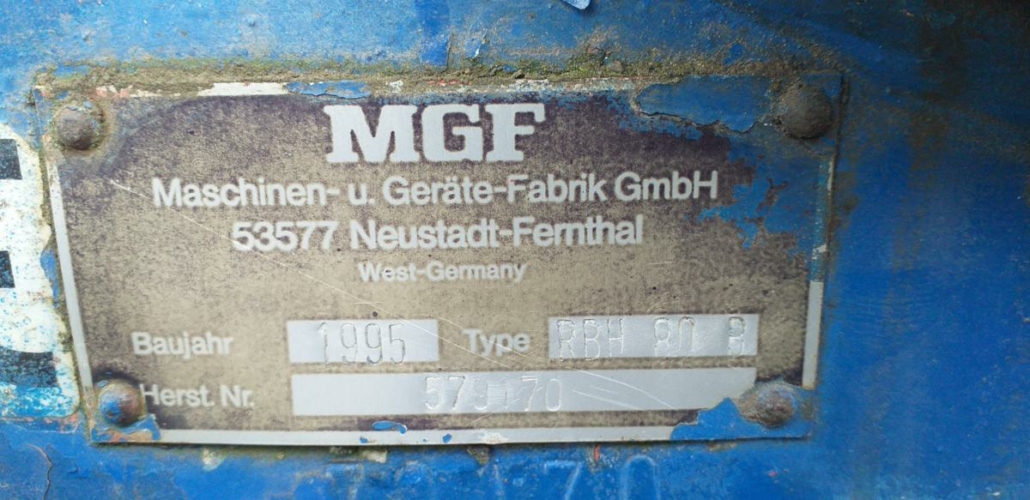 MGF
Maschinen- u. Geräte-Fabrik GmbH
53577 Neustadt-Fernthal
West-Germany
Baujahr 1995 Type RBH 80 B
Herst. Nr.